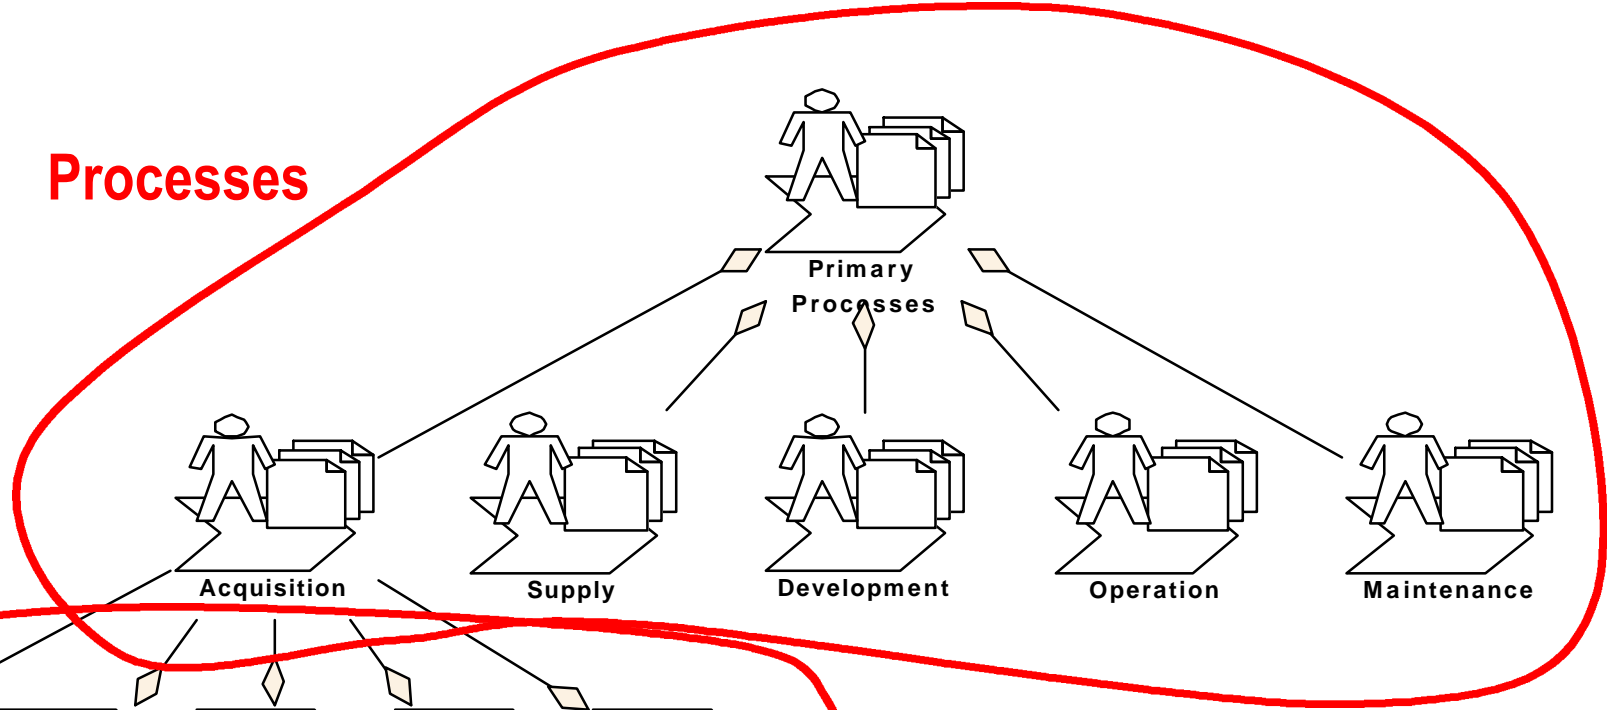 Processes
Primary
Processes
Acquisition
Supply
Development
Operation
Maintenance